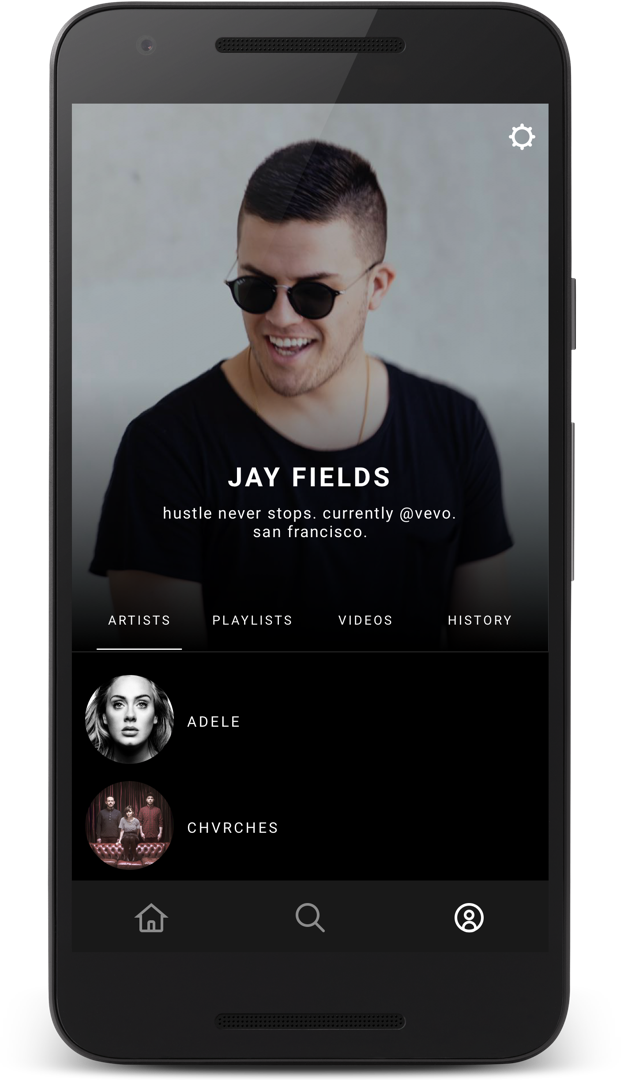 JAY FIELDS
hustle never stops. currently @vevo.
san francisco.
ARTISTS PLAYLISTS VIDEOS HISTORY
ADELE
CHVRCHES